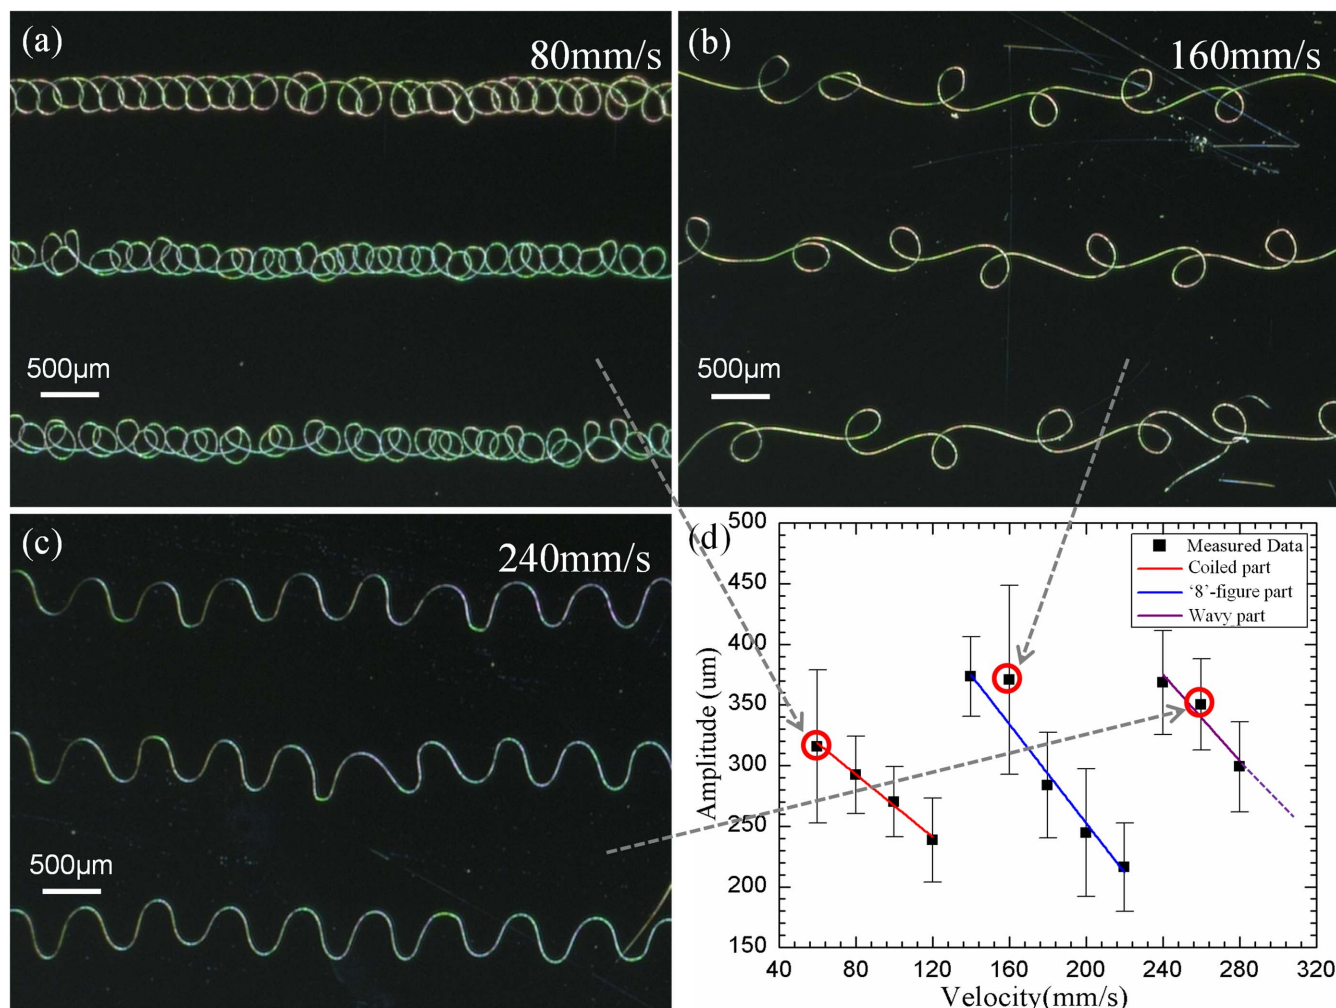 (a)
80mm/s
500μm
(b)
160mm/s
500μm
(c)
240mm/s
500μm
(d)
500
450
400
350
300
250
200
150
Amplitude (um)
40 80 120 160 200 240 280 320
Velocity(mm/s)
Measured Data
Coiled part
‘8’-figure part
Wavy part